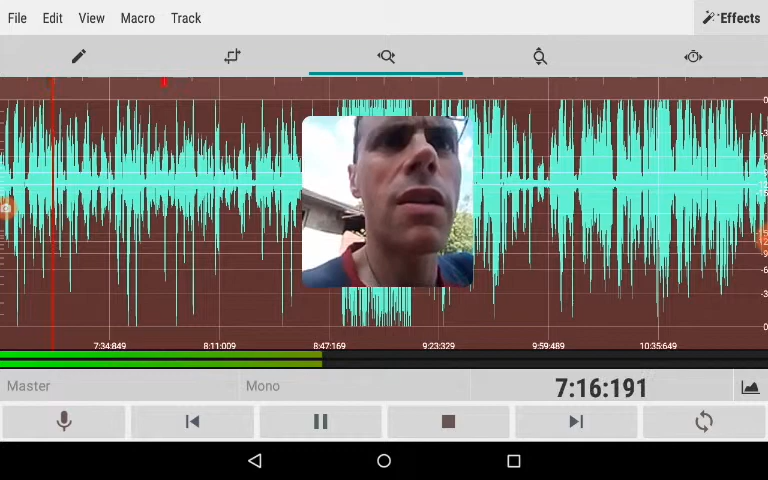 File Edit View Macro Track Effects
7:34:849 8:11:009 8:47:169 9:23:329 9:59:489 10:35:649
Master Mono 7:16:191